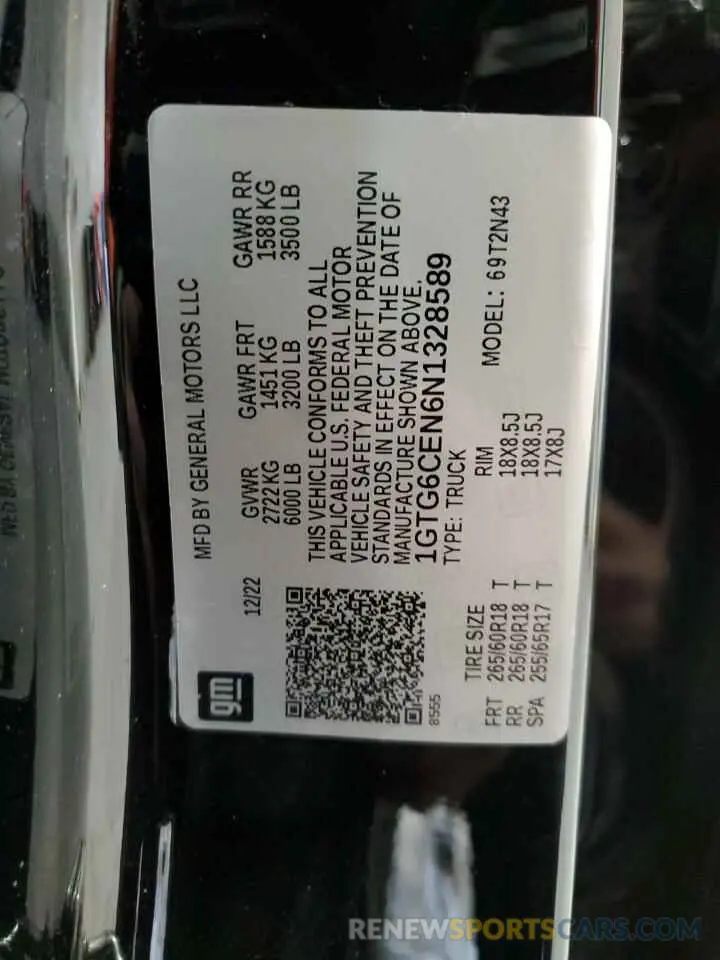 gm
MFD BY GENERAL MOTORS LLC
12/22
GVWR GAWR FRT GAWR RR
2722KG 1451 KG 1588 KG
6000 LB 3200 LB 3500 LB
THIS VEHICLE CONFORMS TO ALL
APPLICABLE U.S. FEDERAL MOTOR
VEHICLE SAFETY AND THEFT PREVENTION
STANDARDS IN EFFECT ON THE DATE OF
MANUFACTURE SHOWN ABOVE.
1GTG6CEN6N1328589
8555
TYPE: TRUCK
MODEL: 69T2N43
TIRE SIZE RIM
FRT 265/60R18 T 18X8.5J
RR 265/60R18 T 18X8.5J
SPA 255/65R17 T 17X8J
RENEWSPORTSCARS.COM